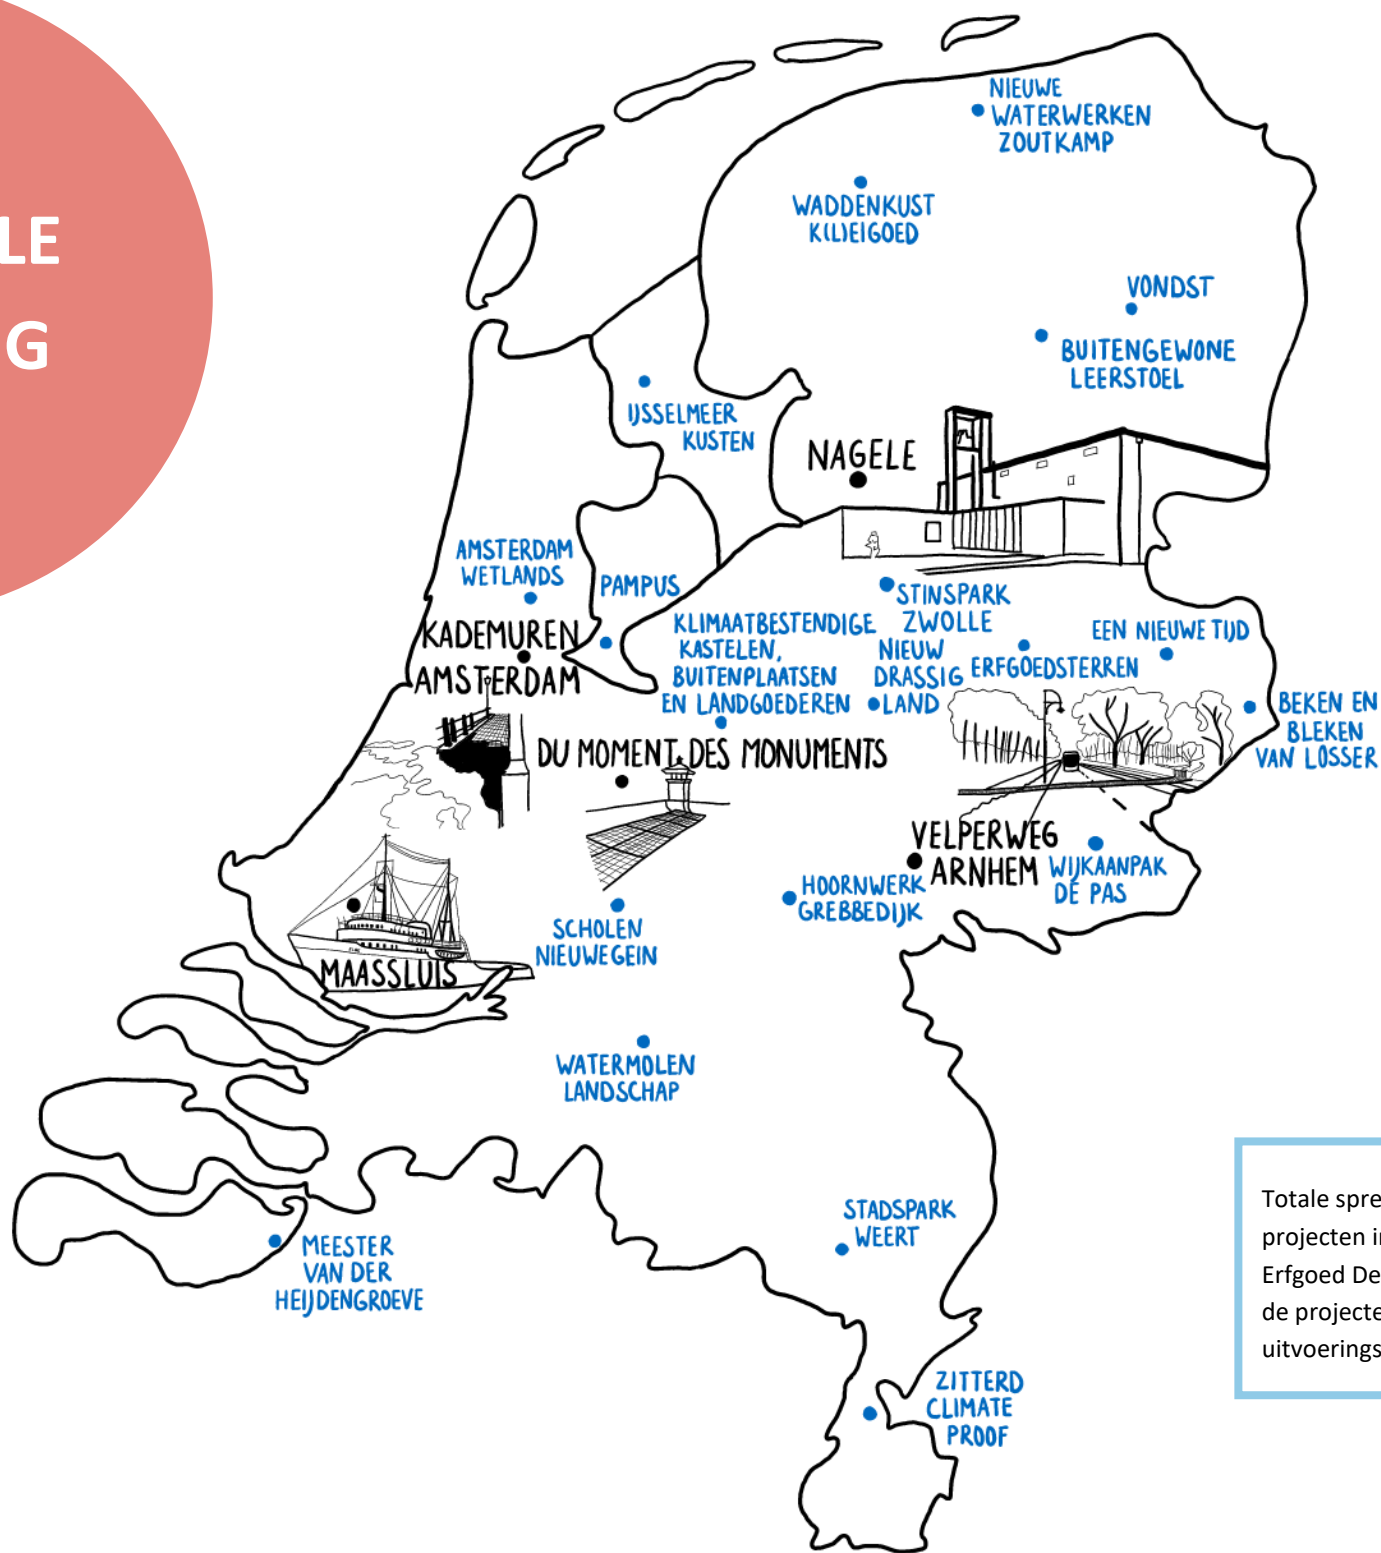 LE
G
NIEUWE
WATERWERKEN
ZOUTKAMP
WADDENKUST
K(L)EIGOED
VONDST
BUITENGEWONE
LEERSTOEL
IJSSELMEER
KUSTEN
NAGELE
AMSTERDAM
WETLANDS
PAMPUS
STINSPARK
ZWOLLE
KADEMUREN
AMSTERDAM
KLIMAATBESTENDIGE
KASTELEN,
BUITENPLAATSEN
EN LANDGOEDEREN
NIEUW
DRASSIG
LAND
ERFGOEDSTERREN
EEN NIEUWE TIJD
BEKEN EN
BLEKEN
VAN LOSSER
DU MOMENT DES MONUMENTS
VELPERWEG
ARNHEM
WIJKAANPAK
DE PAS
HOORNWERK
GREBBEDIJK
SCHOLEN
NIEUWEGEIN
MAASSLUIS
WATERMOLEN
LANDSCHAP
STADSPARK
WEERT
MEESTER
VAN DER
HEIJDENGROEVE
ZITTERD
CLIMATE
PROOF
Totale spre
projecten in
Erfgoed De
de projecte
uitvoerings